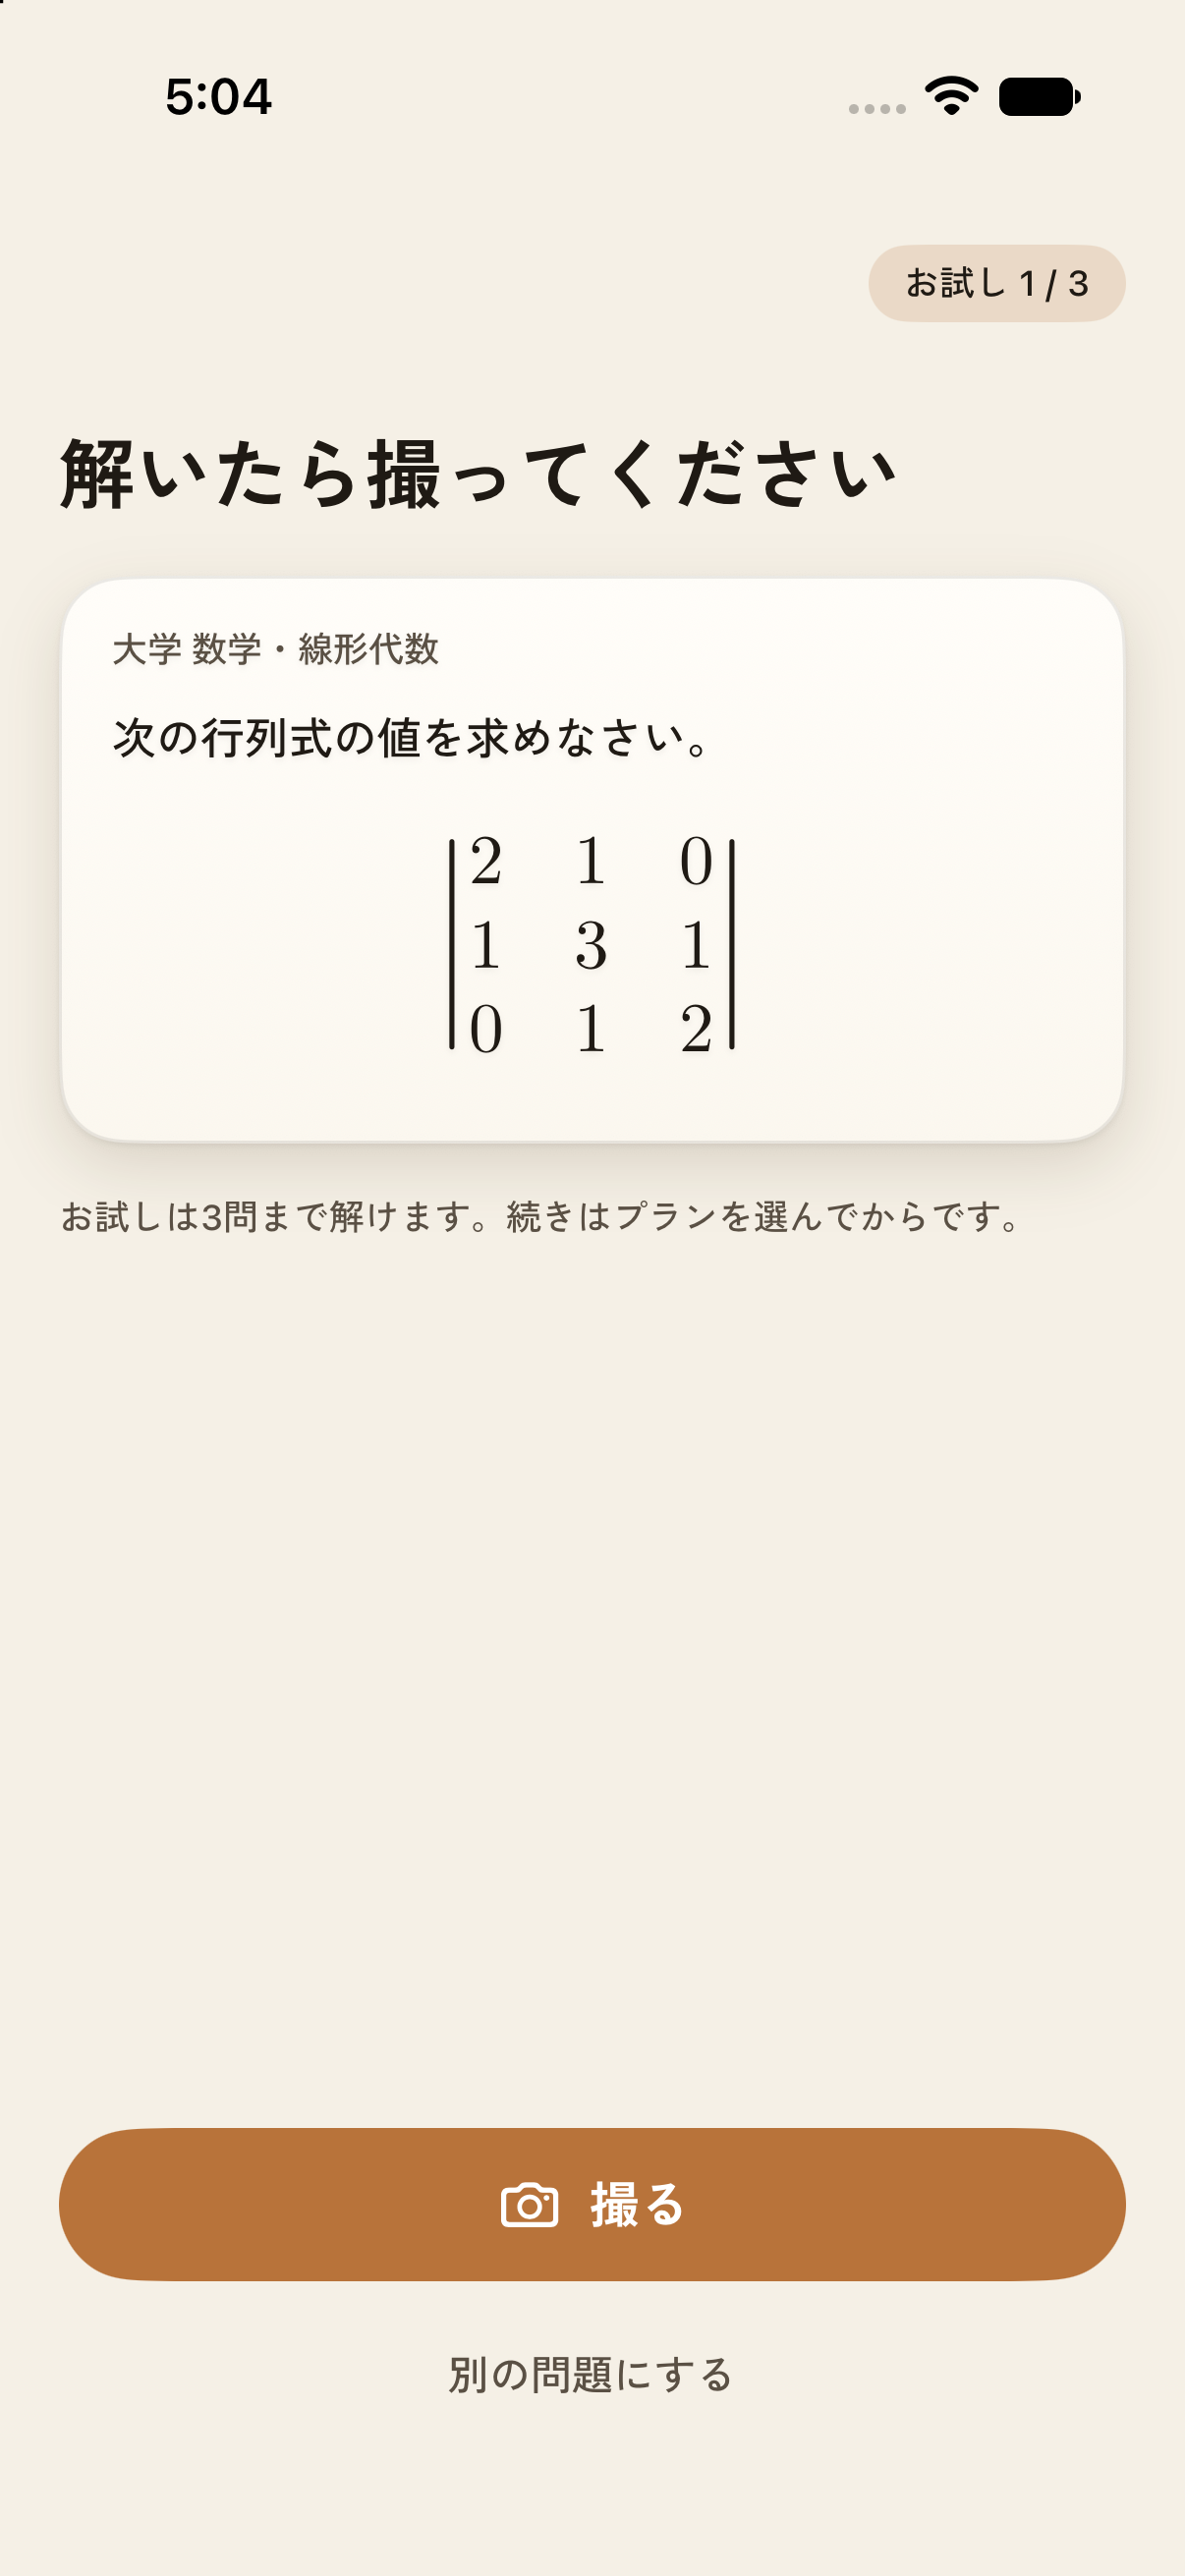 5:04
お試し 1 / 3
解いたら撮ってください
大学 数学・線形代数
次の行列式の値を求めなさい。
2 1 0
1 3 1
0 1 2
お試しは3問まで解けます。続きはプランを選んでからです。
撮る
別の問題にする